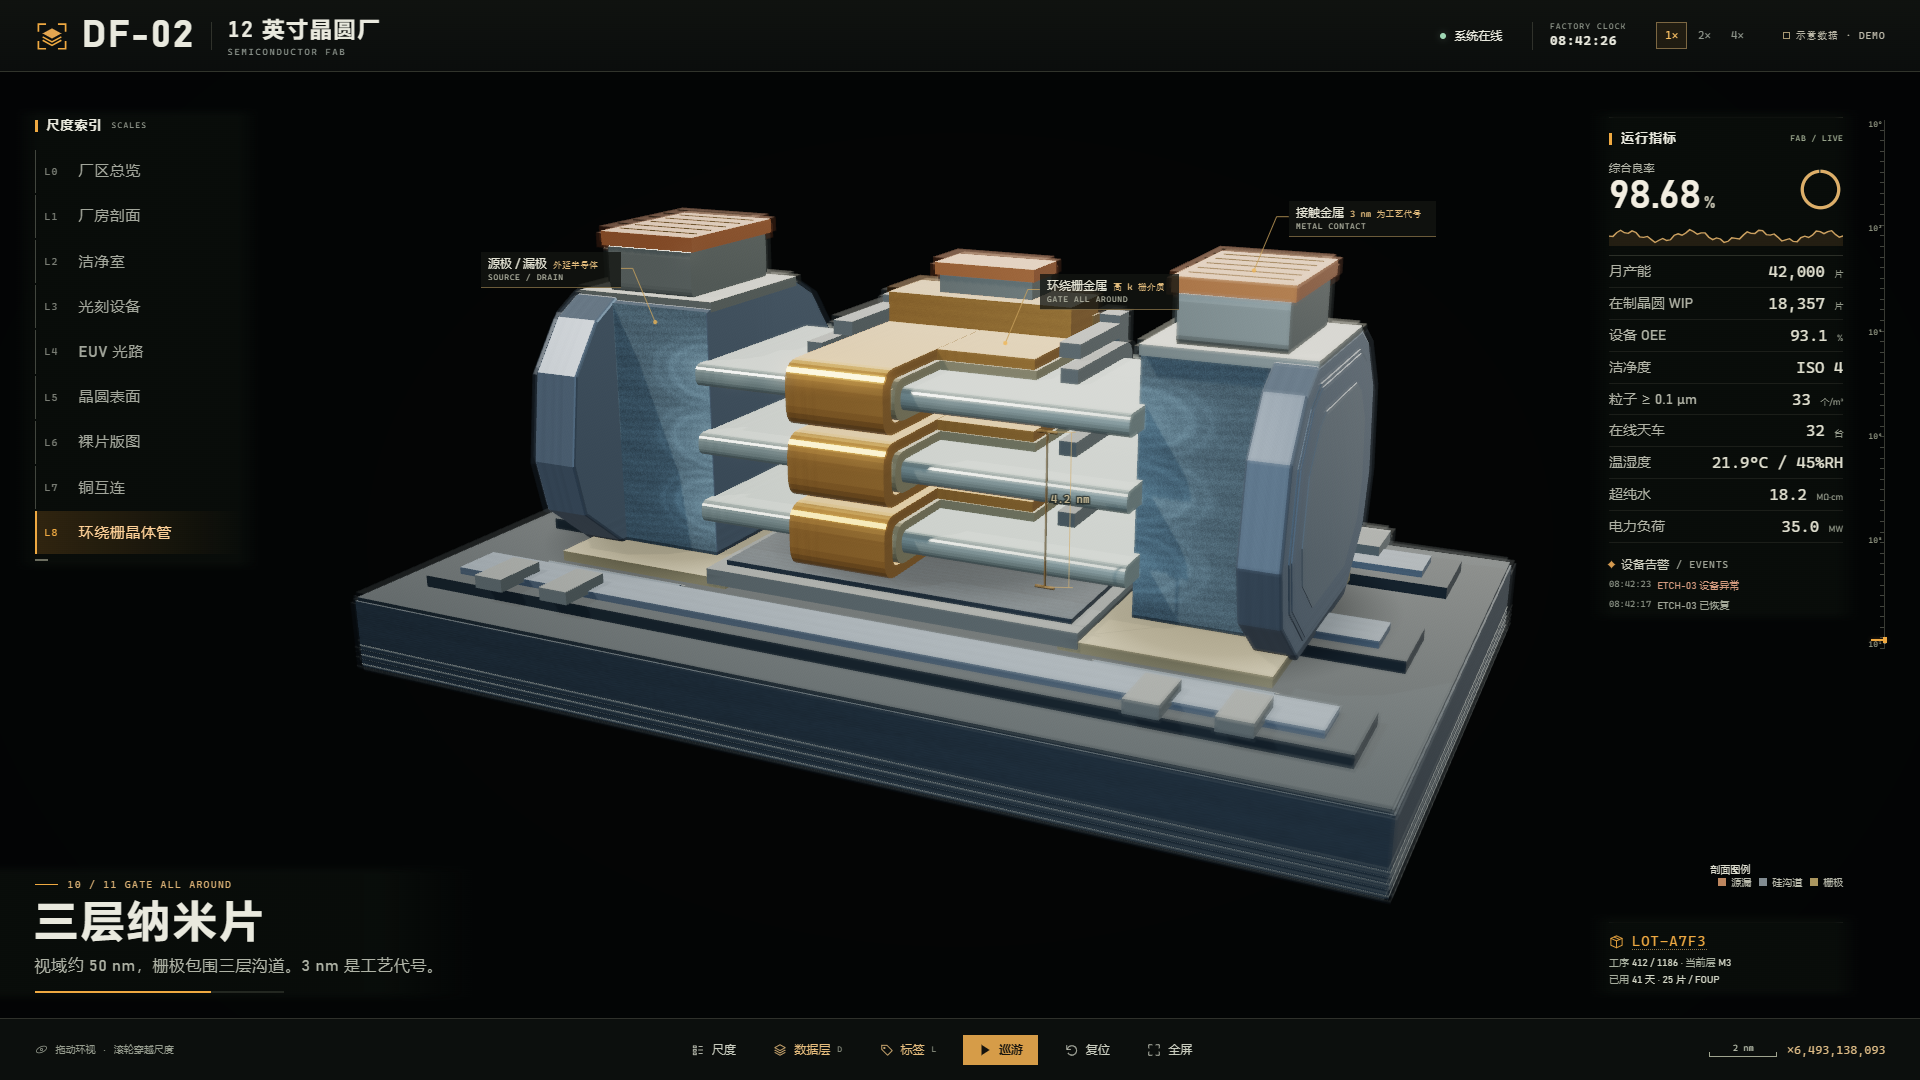 DF-02
12 英寸晶圆厂
SEMICONDUCTOR FAB
系统在线
FACTORY CLOCK
08:42:26
1×
2×
4×
示意数据 · DEMO
尺度索引 SCALES
L0 厂区总览
L1 厂房剖面
L2 洁净室
L3 光刻设备
L4 EUV 光路
L5 晶圆表面
L6 裸片版图
L7 铜互连
L8 环绕栅晶体管
源极 / 漏极 外延半导体
SOURCE / DRAIN
环绕栅金属 高 k 栅介质
GATE ALL AROUND
接触金属 3 nm 为工艺代号
METAL CONTACT
4.2 nm
运行指标 FAB / LIVE
综合良率
98.68 %
月产能 42,000 片
在制晶圆 WIP 18,357 片
设备 OEE 93.1 %
洁净度 ISO 4
粒子 ≥ 0.1 µm 33 个/m³
在线天车 32 台
温湿度 21.9°C / 45%RH
超纯水 18.2 MΩ·cm
电力负荷 35.0 MW
设备告警 / EVENTS
08:42:23 ETCH-03 设备异常
08:42:17 ETCH-03 已恢复
剖面图例
源漏 硅沟道 栅极
LOT-A7F3
工序 412 / 1186 · 当前层 M3
已用 41 天 · 25 片 / FOUP
10 / 11 GATE ALL AROUND
三层纳米片
视域约 50 nm，栅极包围三层沟道。3 nm 是工艺代号。
拖动环视 · 滚轮穿越尺度
尺度
数据层 D
标签 L
巡游
复位
全屏
2 nm
×6,493,138,093